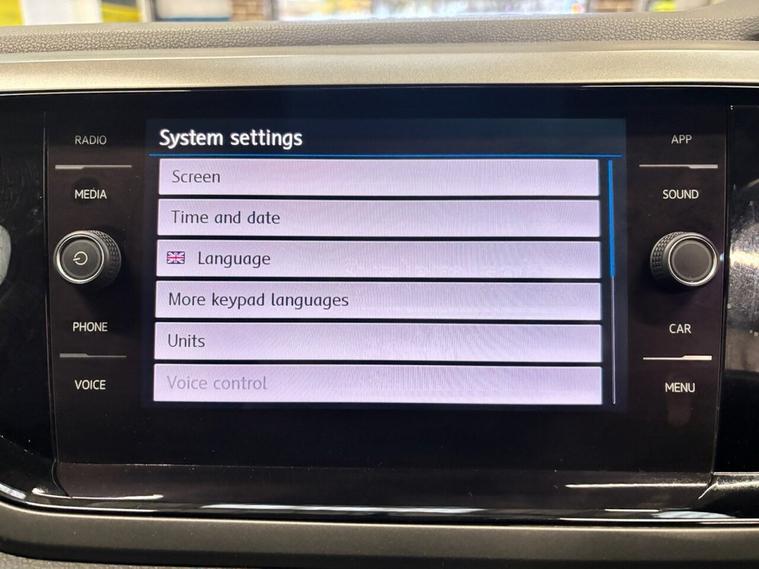 System settings
Screen
Time and date
Language
More keypad languages
Units
Voice control
RADIO
MEDIA
PHONE
VOICE
APP
SOUND
CAR
MENU